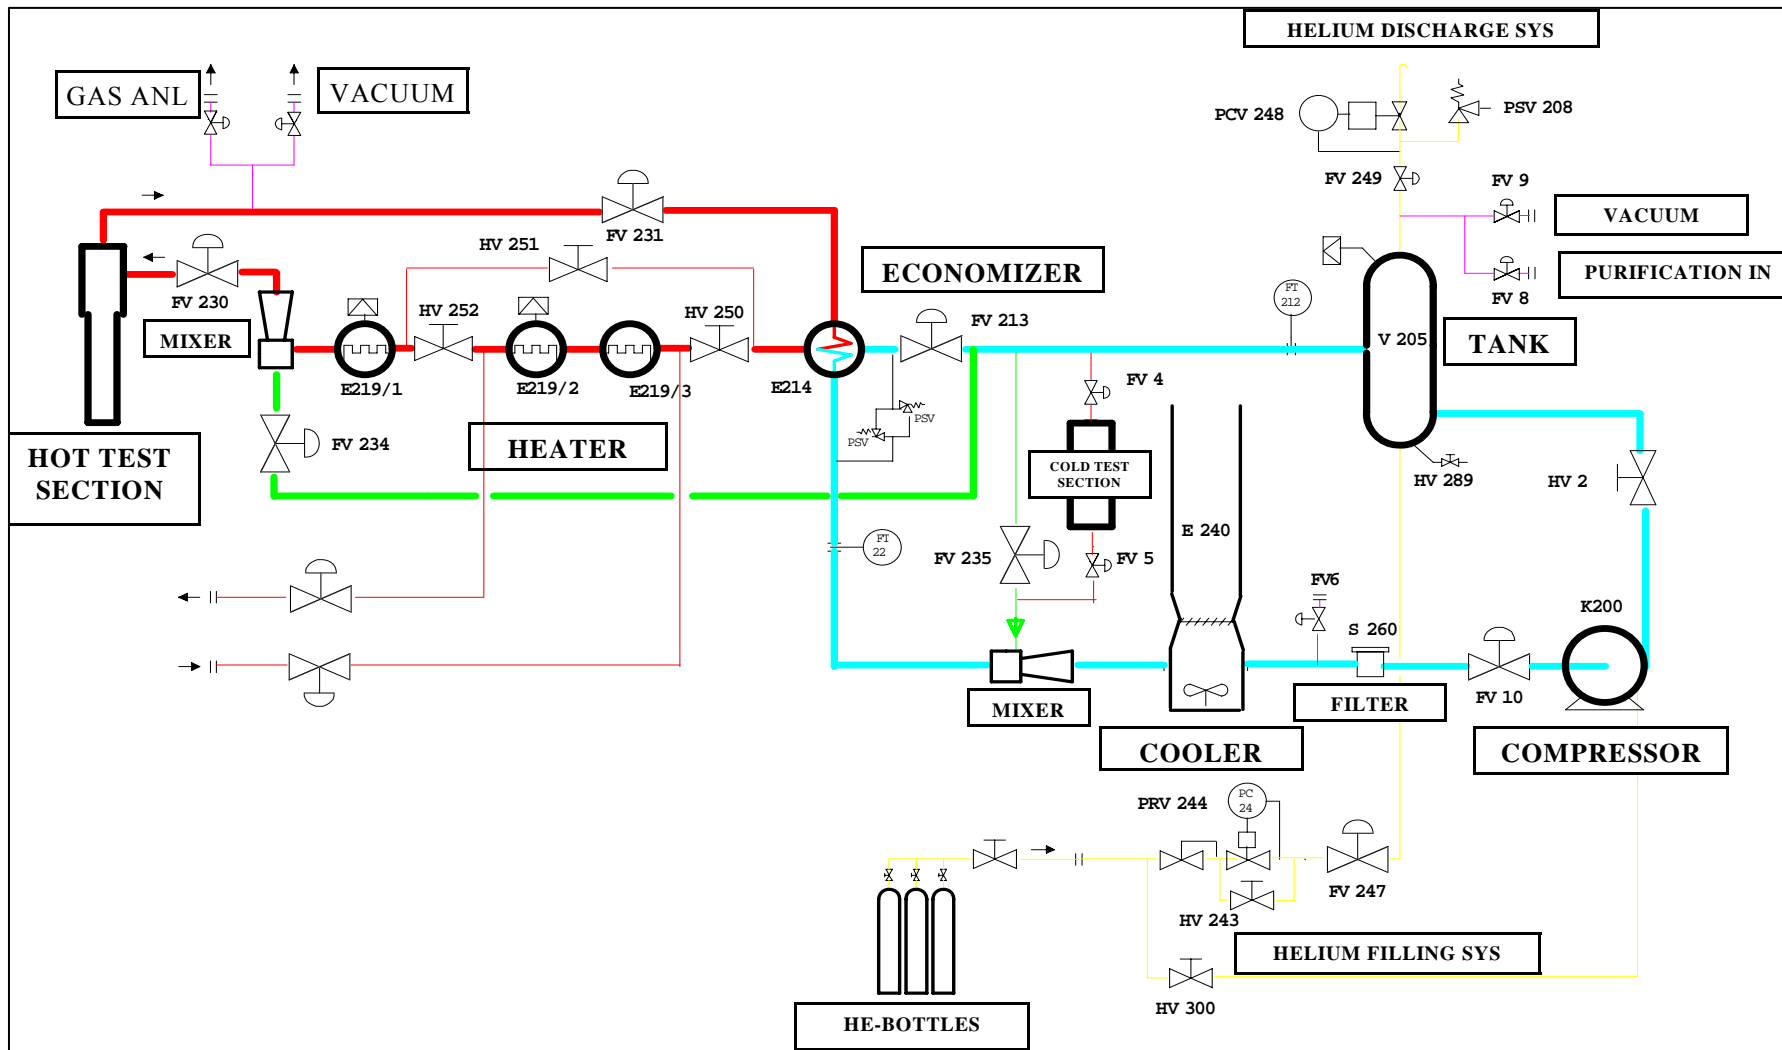 HELIUM DISCHARGE SYS
GAS ANL
VACUUM
PCV 248
PSV 208
FV 249
FV 9
VACUUM
PURIFICATION IN
FV 8
FV 231
HV 251
ECONOMIZER
FT
212
FV 230
HV 252
HV 250
FV 213
MIXER
V 205
TANK
E219/1
E219/2
E219/3
E214
FV 4
PSV
PSV
FV 234
HEATER
HOT TEST
SECTION
COLD TEST
SECTION
HV 289
HV 2
FT
22
FV 235
E 240
FV 5
FV6
K200
S 260
MIXER
FILTER
FV 10
COOLER
COMPRESSOR
PRV 244
PC
24
FV 247
HV 243
HELIUM FILLING SYS
HV 300
HE-BOTTLES